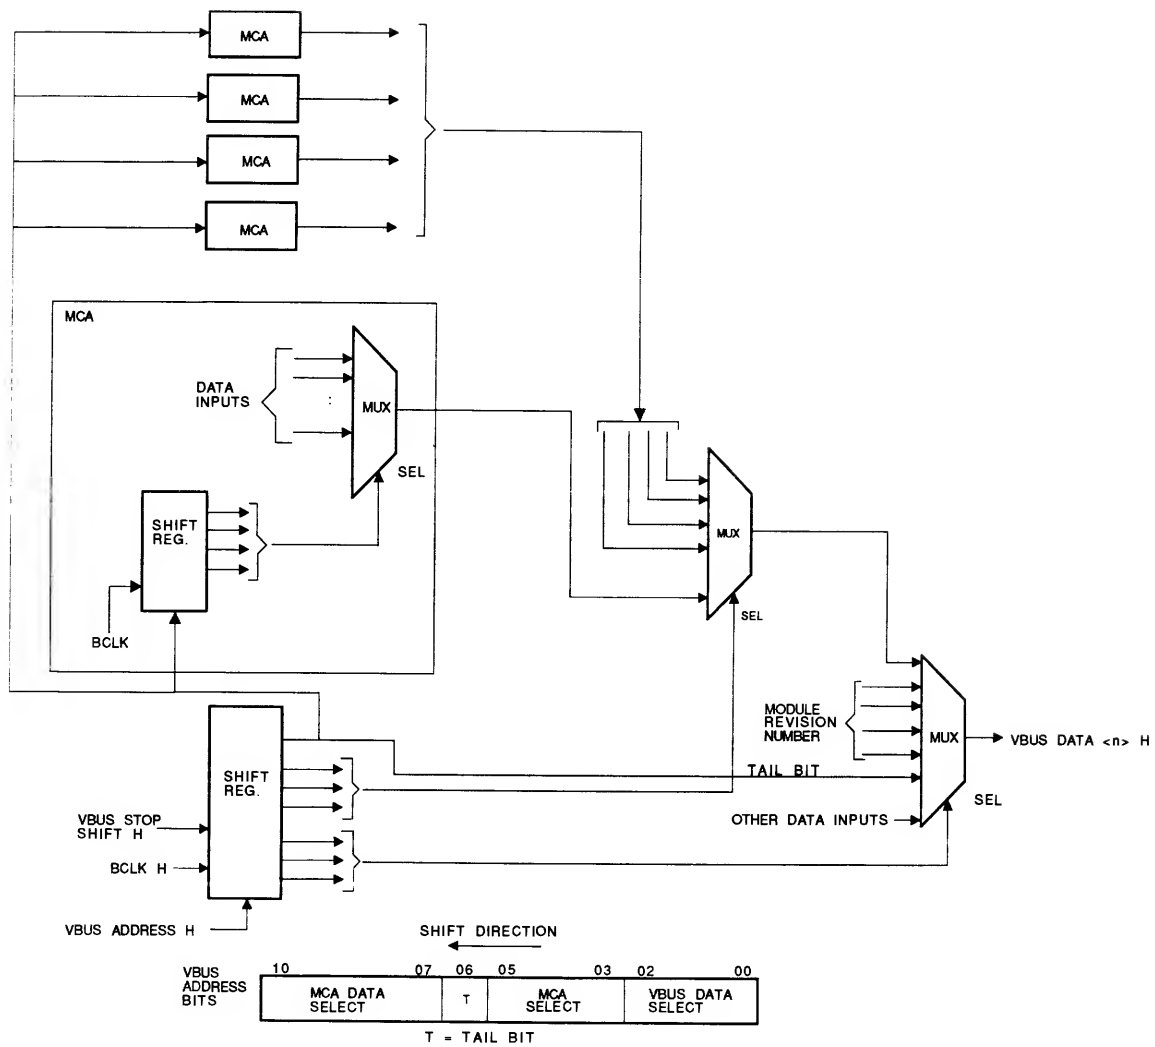 MCA
MCA
MCA
MCA
MCA
DATA
INPUTS
:
MUX
SEL
SHIFT
REG.
BCLK
MUX
SEL
MODULE
REVISION
NUMBER
MUX
VBUS DATA <n> H
TAIL BIT
SEL
SHIFT
REG.
VBUS STOP
SHIFT H
OTHER DATA INPUTS
BCLK H
VBUS ADDRESS H
SHIFT DIRECTION
VBUS
ADDRESS
BITS
10 07 06 05 03 02 00
MCA DATA
SELECT
T
MCA
SELECT
VBUS DATA
SELECT
T = TAIL BIT